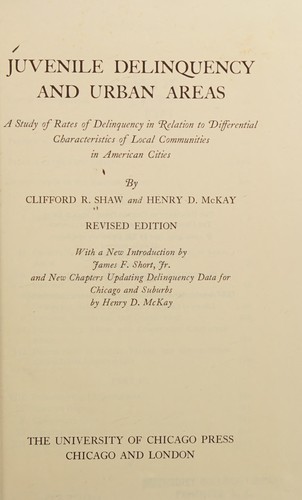 JUVENILE DELINQUENCY
AND URBAN AREAS
A Study of Rates of Delinquency in Relation to Differential
Characteristics of Local Communities
in American Cities
By
CLIFFORD R. SHAW and HENRY D. McKAY
REVISED EDITION
With a New Introduction by
James F. Short, Jr.
and New Chapters Updating Delinquency Data for
Chicago and Suburbs
by Henry D. McKay
THE UNIVERSITY OF CHICAGO PRESS
CHICAGO AND LONDON